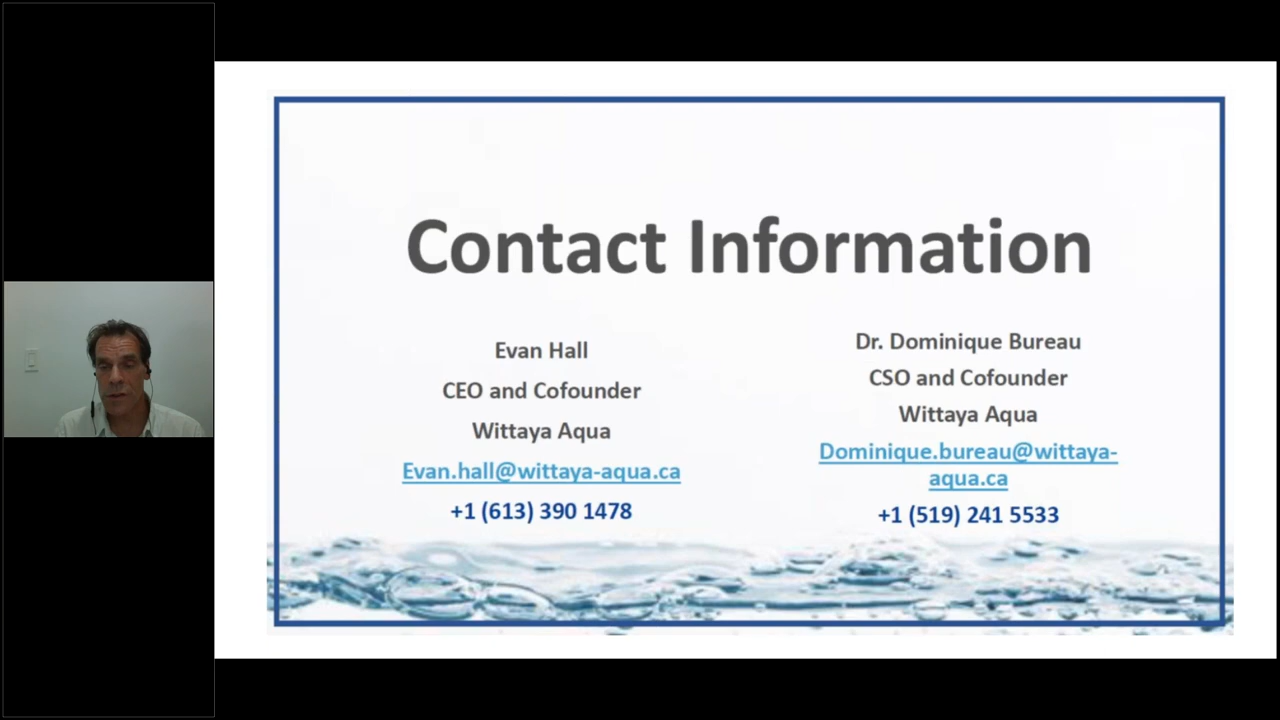 Contact Information
Evan Hall
CEO and Cofounder
Wittaya Aqua
Evan.hall@wittaya-aqua.ca
+1 (613) 390 1478
Dr. Dominique Bureau
CSO and Cofounder
Wittaya Aqua
Dominique.bureau@wittaya-
aqua.ca
+1 (519) 241 5533